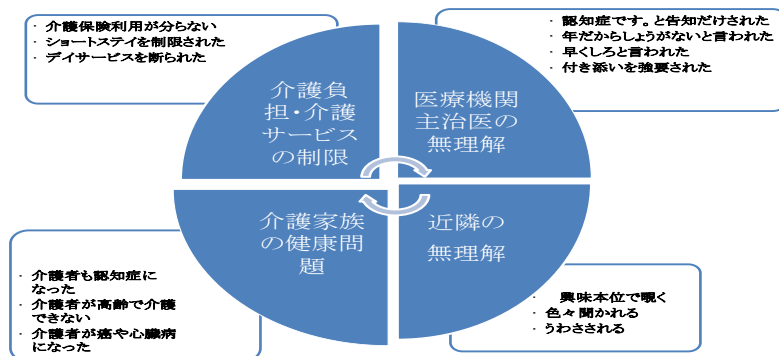 ・ 介護保険利用が分らない
・ ショートステイを制限された
・ デイサービスを断られた
・ 認知症です。と告知だけされた
・ 年だからしょうがないと言われた
・ 早くしろと言われた
・ 付き添いを強要された
介護負
担・介護
サービス
の制限
医療機関
主治医の
無理解
介護家族
の健康問
題
近隣の
無理解
・ 介護者も認知症に
なった
・ 介護者が高齢で介護
できない
・ 介護者が癌や心臓病
になった
・ 興味本位で覗く
・ 色々聞かれる
・ うわさされる